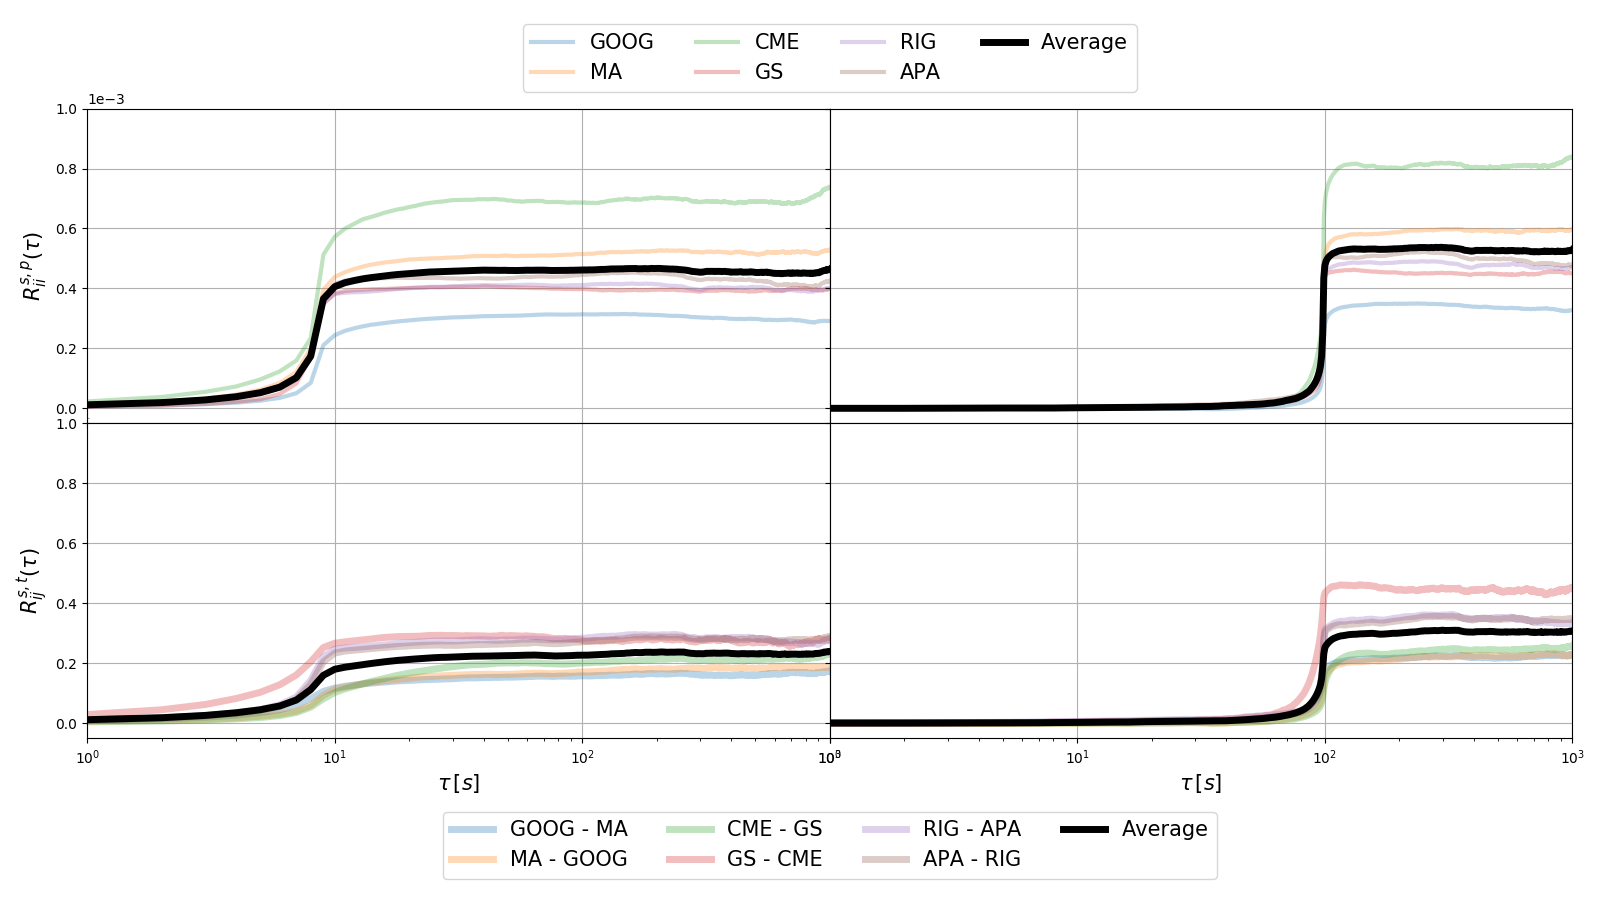 GOOG CME RIG Average
MA GS APA
1e−3
1.0
0.8
0.6
0.4
0.2
0.0
R_{ii}^{s,p}(τ)
1.0
0.8
0.6
0.4
0.2
0.0
R_{ij}^{s,t}(τ)
10^0 10^1 10^2 10^1 10^2 10^3
τ [s] τ [s]
GOOG - MA CME - GS RIG - APA Average
MA - GOOG GS - CME APA - RIG